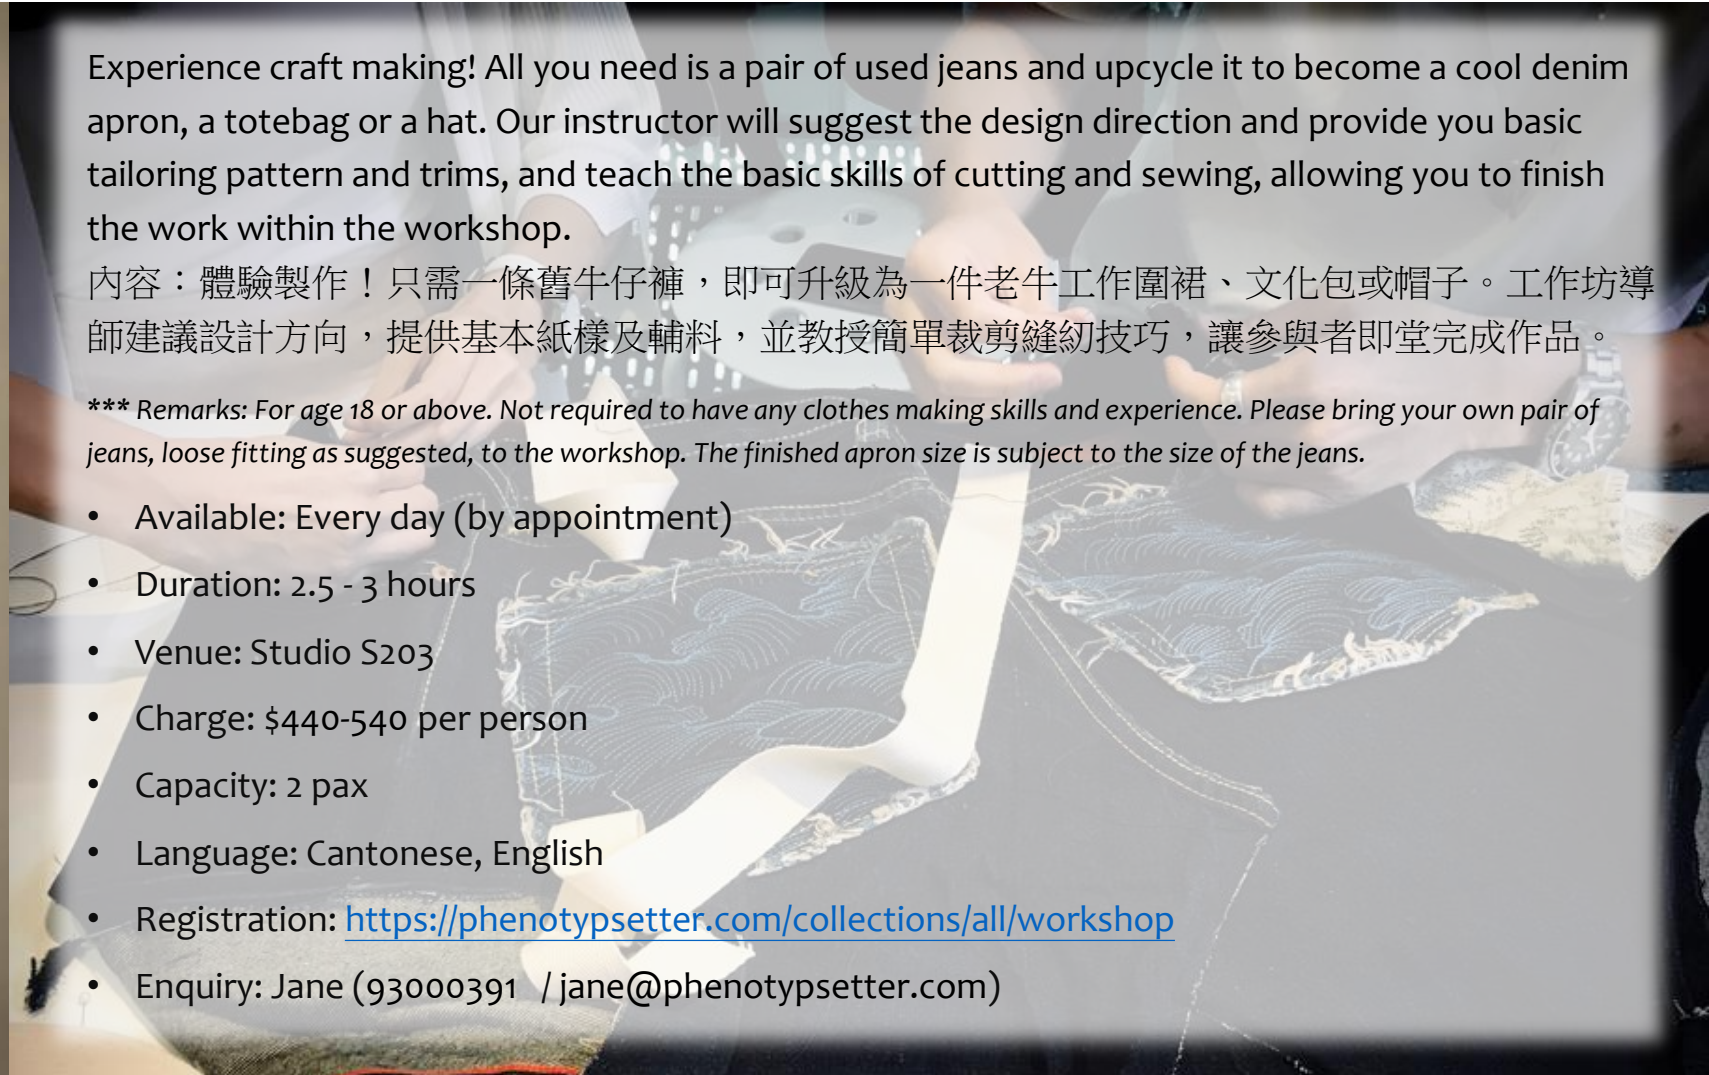 Experience craft making! All you need is a pair of used jeans and upcycle it to become a cool denim
apron, a totebag or a hat. Our instructor will suggest the design direction and provide you basic
tailoring pattern and trims, and teach the basic skills of cutting and sewing, allowing you to finish
the work within the workshop.
內容：體驗製作！只需一條舊牛仔褲，即可升級為一件老牛工作圍裙、文化包或帽子。工作坊導
師建議設計方向，提供基本紙樣及輔料，並教授簡單裁剪縫紉技巧，讓參與者即堂完成作品。
*** Remarks: For age 18 or above. Not required to have any clothes making skills and experience. Please bring your own pair of
jeans, loose fitting as suggested, to the workshop. The finished apron size is subject to the size of the jeans.
• Available: Every day (by appointment)
• Duration: 2.5 - 3 hours
• Venue: Studio S203
• Charge: $440-540 per person
• Capacity: 2 pax
• Language: Cantonese, English
• Registration: https://phenotypsetter.com/collections/all/workshop
• Enquiry: Jane (93000391 / jane@phenotypsetter.com)